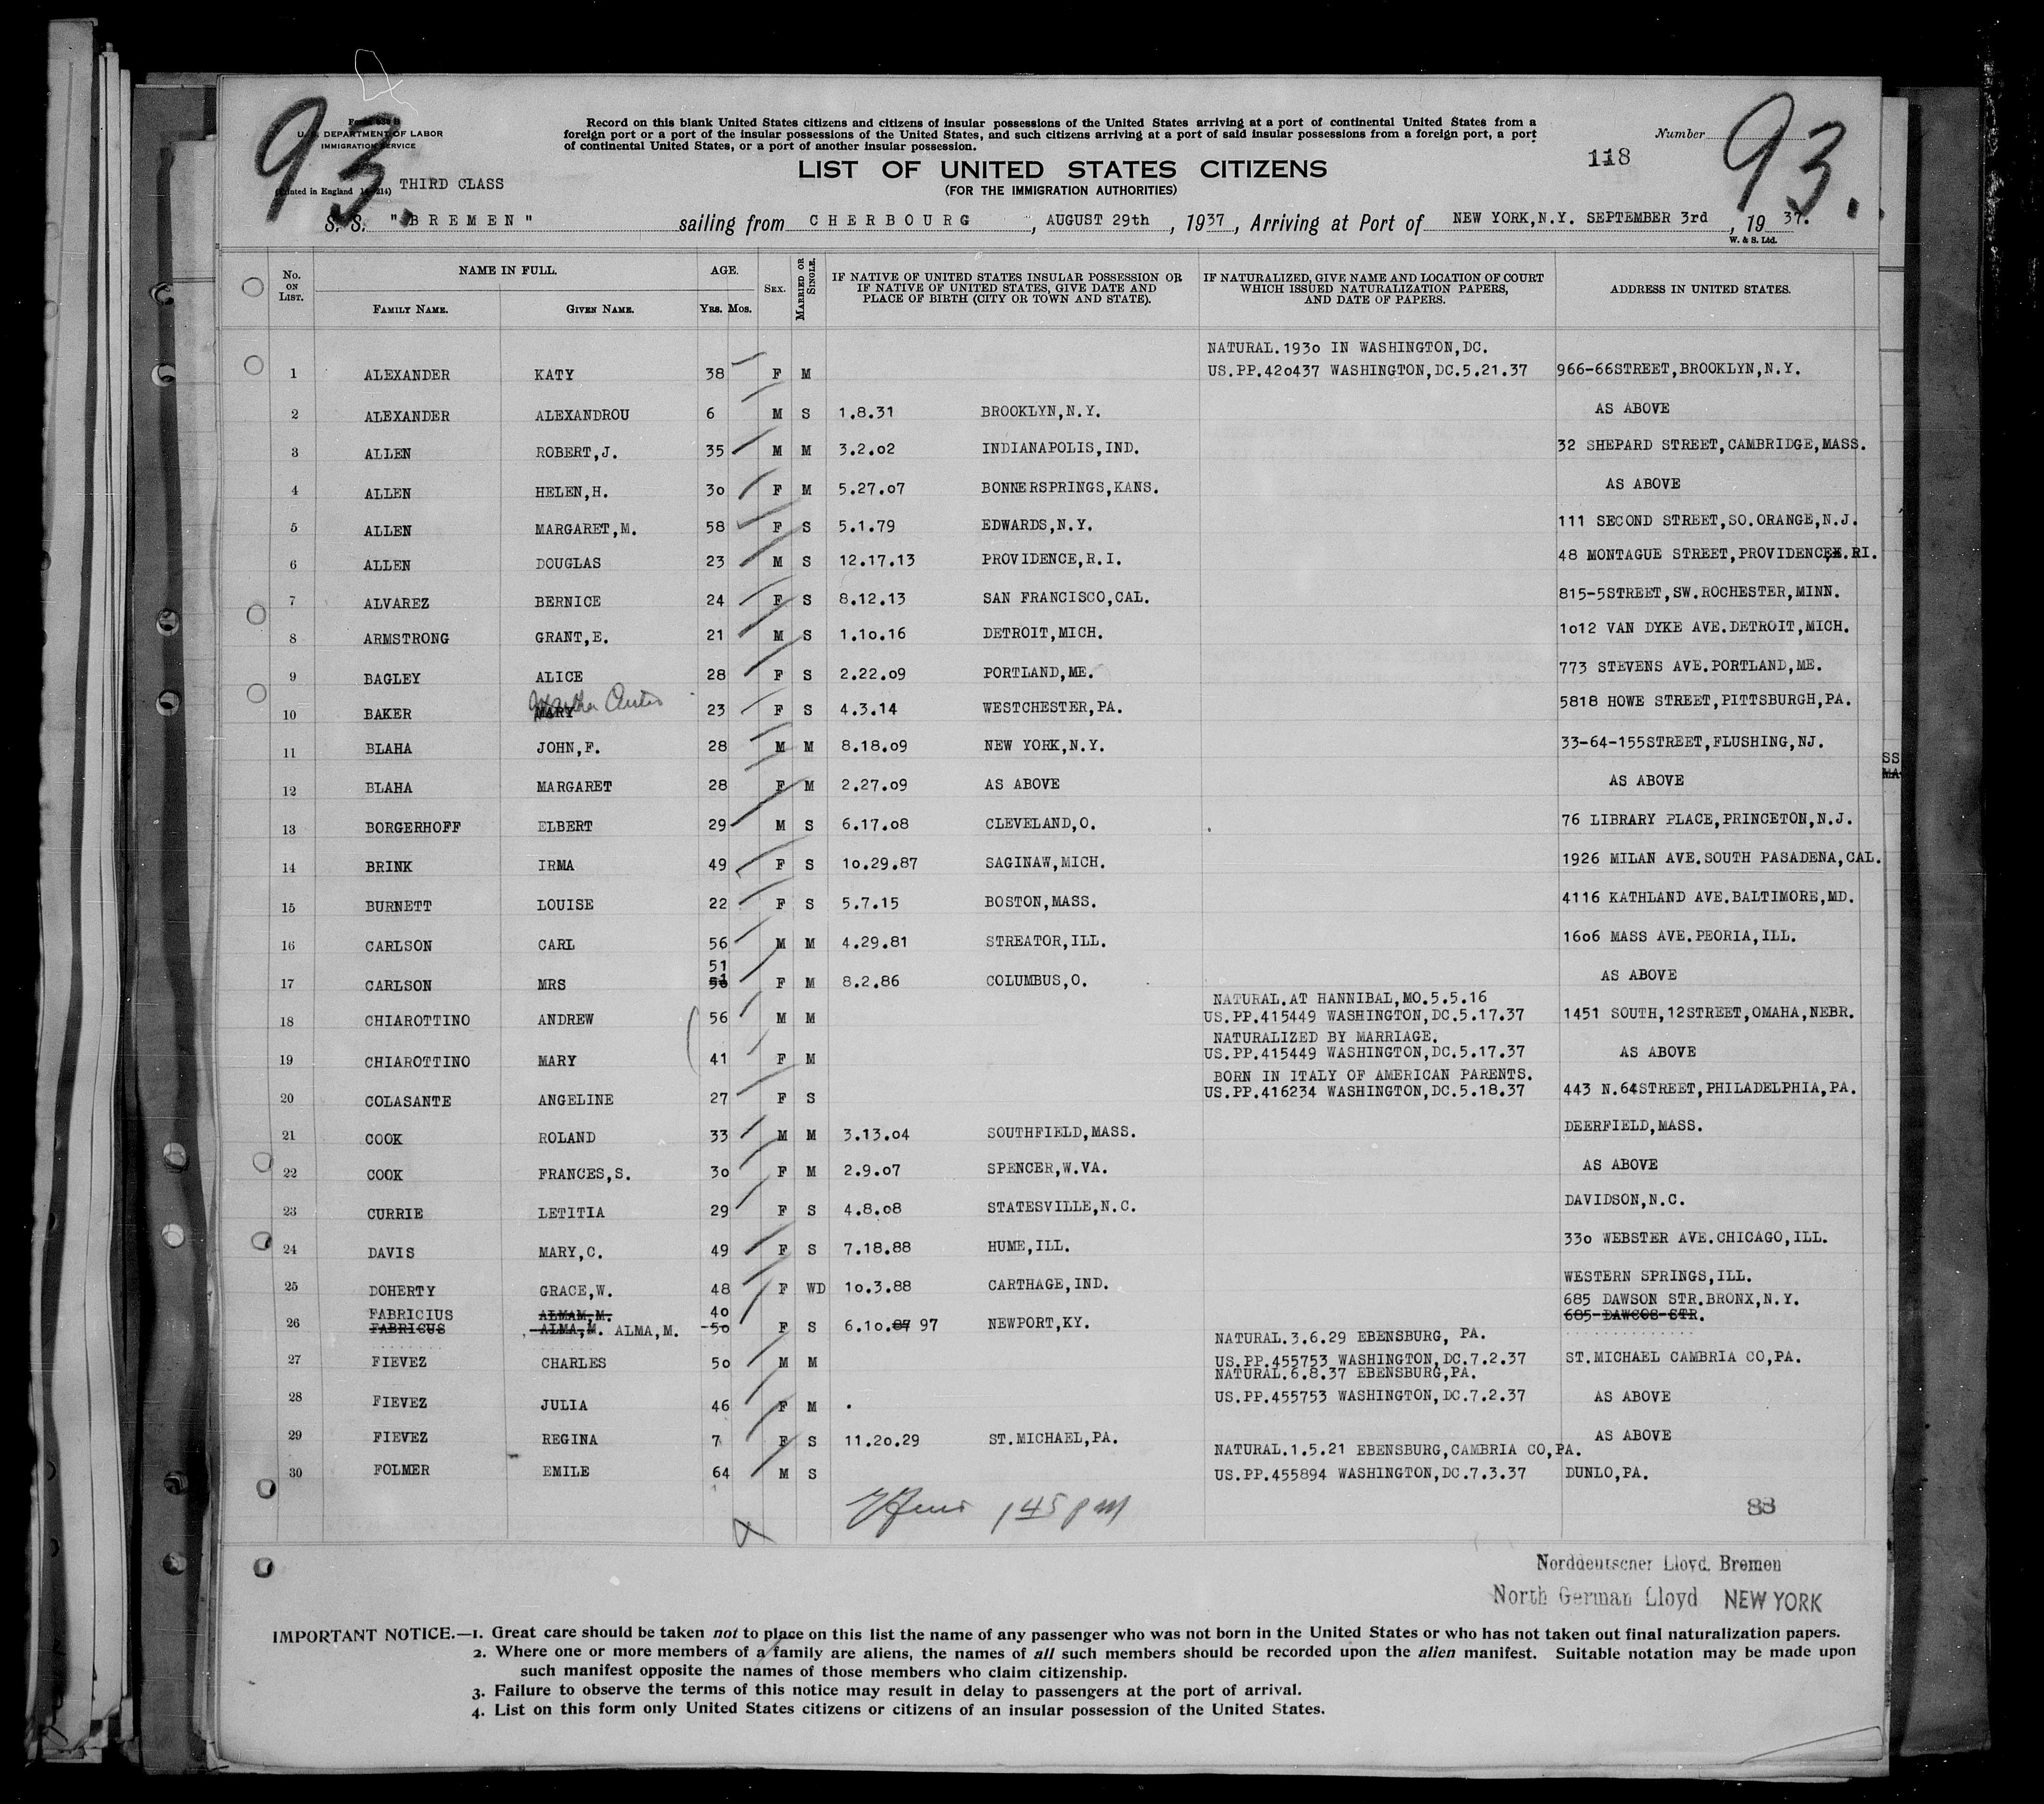 93.
93.
U.S. DEPARTMENT OF LABOR
IMMIGRATION SERVICE
Record on this blank United States citizens and citizens of insular possessions of the United States arriving at a port of continental United States from a
foreign port or a port of the insular possessions of the United States, and such citizens arriving at a port of said insular possessions from a foreign port, a port
of continental United States, or a port of another insular possession.
Number
118
LIST OF UNITED STATES CITIZENS
(FOR THE IMMIGRATION AUTHORITIES)
THIRD CLASS
S. S. "BREMEN" sailing from CHERBOURG, AUGUST 29th, 1937, Arriving at Port of NEW YORK,N.Y. SEPTEMBER 3rd, 1937.
W. & S. Ltd.
No. ON LIST. NAME IN FULL. FAMILY NAME. GIVEN NAME. AGE. YRS. MOS. SEX. MARRIED OR SINGLE. IF NATIVE OF UNITED STATES INSULAR POSSESSION OR IF NATIVE OF UNITED STATES, GIVE DATE AND PLACE OF BIRTH (CITY OR TOWN AND STATE). IF NATURALIZED, GIVE NAME AND LOCATION OF COURT WHICH ISSUED NATURALIZATION PAPERS, AND DATE OF PAPERS. ADDRESS IN UNITED STATES.
NATURAL.1930 IN WASHINGTON,DC.
1 ALEXANDER KATY 38 F M US.PP.420437 WASHINGTON,DC.5.21.37 966-66STREET,BROOKLYN,N.Y.
2 ALEXANDER ALEXANDROU 6 M S 1.8.31 BROOKLYN,N.Y. AS ABOVE
3 ALLEN ROBERT,J. 35 M M 3.2.02 INDIANAPOLIS,IND. 32 SHEPARD STREET,CAMBRIDGE,MASS.
4 ALLEN HELEN,H. 30 F M 5.27.07 BONNERSPRINGS,KANS. AS ABOVE
5 ALLEN MARGARET,M. 58 F S 5.1.79 EDWARDS,N.Y. 111 SECOND STREET,SO.ORANGE,N.J.
6 ALLEN DOUGLAS 23 M S 12.17.13 PROVIDENCE,R.I. 48 MONTAGUE STREET,PROVIDENCE.RI.
7 ALVAREZ BERNICE 24 F S 8.12.13 SAN FRANCISCO,CAL. 815-5STREET,SW.ROCHESTER,MINN.
8 ARMSTRONG GRANT,E. 21 M S 1.10.16 DETROIT,MICH. 1012 VAN DYKE AVE.DETROIT,MICH.
9 BAGLEY ALICE 28 F S 2.22.09 PORTLAND,ME. 773 STEVENS AVE.PORTLAND,ME.
10 BAKER MARY 23 F S 4.3.14 WESTCHESTER,PA. 5818 HOWE STREET,PITTSBURGH,PA.
11 BLAHA JOHN,F. 28 M M 8.18.09 NEW YORK,N.Y. 33-64-155STREET,FLUSHING,NJ.
12 BLAHA MARGARET 28 F M 2.27.09 AS ABOVE AS ABOVE
13 BORGERHOFF ELBERT 29 M S 6.17.08 CLEVELAND,O. 76 LIBRARY PLACE,PRINCETON,N.J.
14 BRINK IRMA 49 F S 10.29.87 SAGINAW,MICH. 1926 MILAN AVE.SOUTH PASADENA,CAL.
15 BURNETT LOUISE 22 F S 5.7.15 BOSTON,MASS. 4116 KATHLAND AVE.BALTIMORE,MD.
16 CARLSON CARL 56 M M 4.29.81 STREATOR,ILL. 1606 MASS AVE.PEORIA,ILL.
51
17 CARLSON MRS F M 8.2.86 COLUMBUS,O. AS ABOVE
NATURAL.AT HANNIBAL,MO.5.5.16
18 CHIAROTTINO ANDREW 56 M M US.PP.415449 WASHINGTON,DC.5.17.37 1451 SOUTH,12STREET,OMAHA,NEBR.
NATURALIZED BY MARRIAGE.
19 CHIAROTTINO MARY 41 F M US.PP.415449 WASHINGTON,DC.5.17.37 AS ABOVE
BORN IN ITALY OF AMERICAN PARENTS.
20 COLASANTE ANGELINE 27 F S US.PP.416234 WASHINGTON,DC.5.18.37 443 N.64STREET,PHILADELPHIA,PA.
21 COOK ROLAND 33 M M 3.13.04 SOUTHFIELD,MASS. DEERFIELD,MASS.
22 COOK FRANCES,S. 30 F M 2.9.07 SPENCER,W.VA. AS ABOVE
23 CURRIE LETITIA 29 F S 4.8.08 STATESVILLE,N.C. DAVIDSON,N.C.
24 DAVIS MARY,C. 49 F S 7.18.88 HUME,ILL. 330 WEBSTER AVE.CHICAGO,ILL.
25 DOHERTY GRACE,W. 48 F WD 10.3.88 CARTHAGE,IND. WESTERN SPRINGS,ILL.
FABRICIUS ALMAM,M. 40 685 DAWSON STR.BRONX,N.Y.
26 FABRICUS ALMA,M. ALMA,M. 50 F S 6.10.87 97 NEWPORT,KY. 685 DAWCOS STR.
NATURAL.3.6.29 EBENSBURG, PA.
27 FIEVEZ CHARLES 50 M M US.PP.455753 WASHINGTON,DC.7.2.37 ST.MICHAEL CAMBRIA CO,PA.
NATURAL.6.8.37 EBENSBURG,PA.
28 FIEVEZ JULIA 46 F M US.PP.455753 WASHINGTON,DC.7.2.37 AS ABOVE
29 FIEVEZ REGINA 7 F S 11.20.29 ST.MICHAEL,PA. AS ABOVE
NATURAL.1.5.21 EBENSBURG,CAMBRIA CO,PA.
30 FOLMER EMILE 64 M S US.PP.455894 WASHINGTON,DC.7.3.37 DUNLO,PA.
145 PM
83
Norddeutscher Lloyd. Bremen
North German Lloyd NEW YORK
IMPORTANT NOTICE.—1. Great care should be taken not to place on this list the name of any passenger who was not born in the United States or who has not taken out final naturalization papers.
2. Where one or more members of a family are aliens, the names of all such members should be recorded upon the alien manifest. Suitable notation may be made upon
such manifest opposite the names of those members who claim citizenship.
3. Failure to observe the terms of this notice may result in delay to passengers at the port of arrival.
4. List on this form only United States citizens or citizens of an insular possession of the United States.